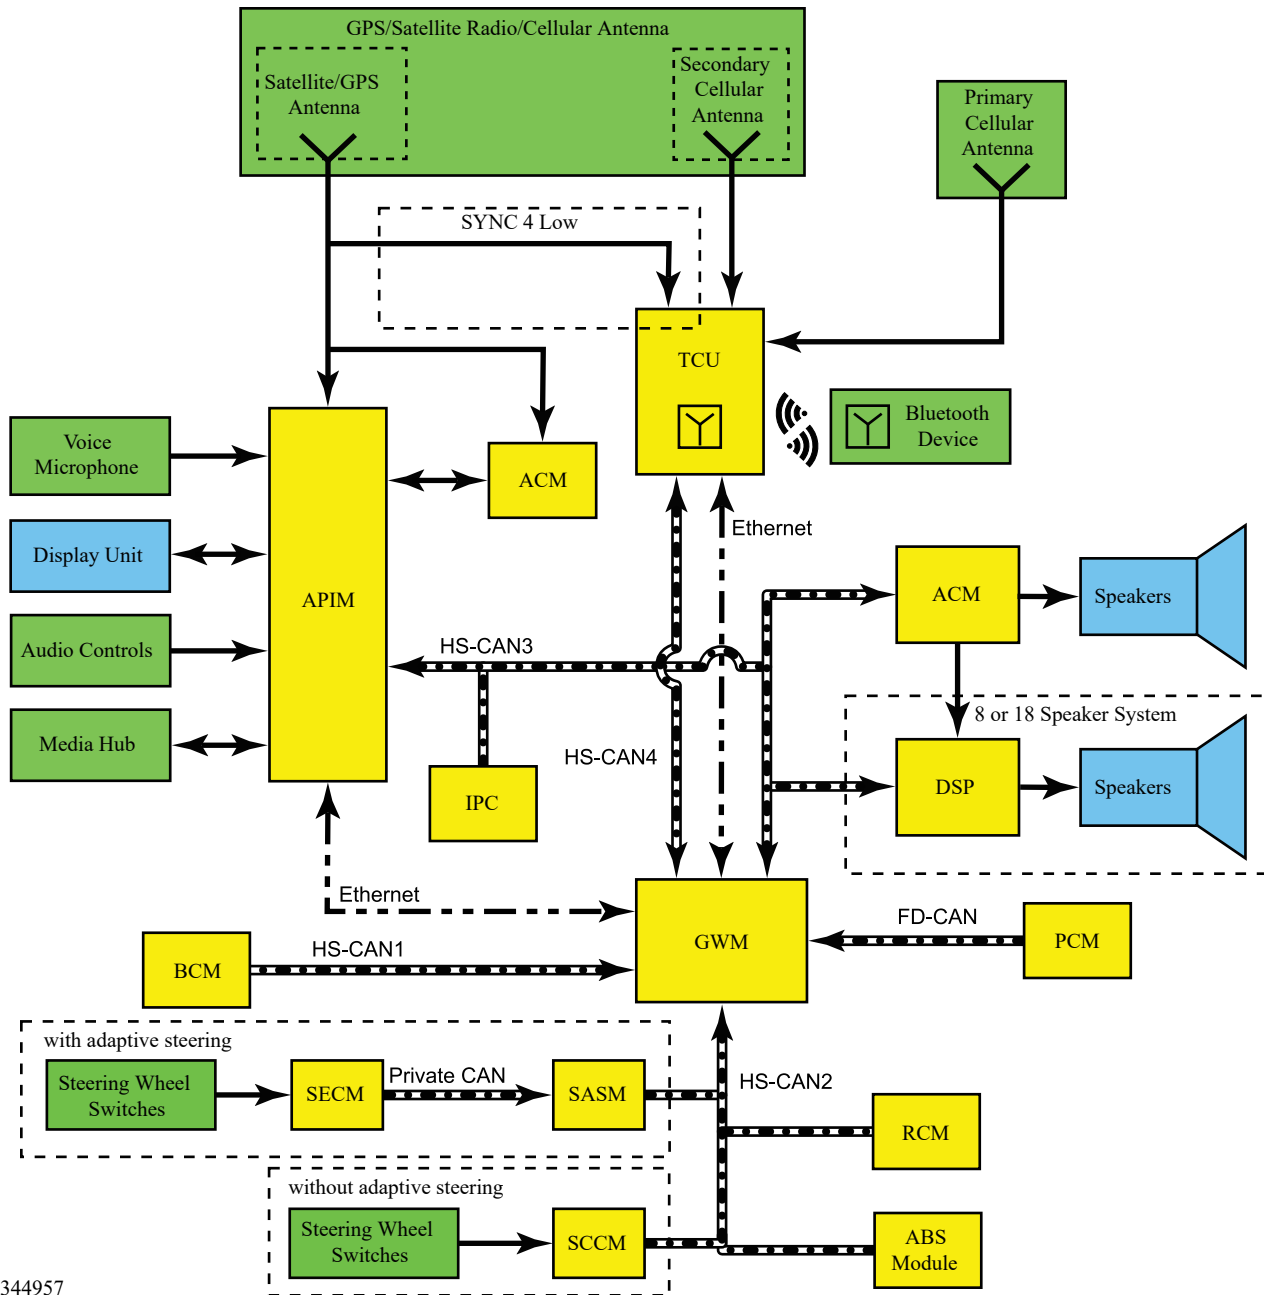 GPS/Satellite Radio/Cellular Antenna
Satellite/GPS
Antenna
Secondary
Cellular
Antenna
Primary
Cellular
Antenna
SYNC 4 Low
TCU
Bluetooth
Device
Voice
Microphone
ACM
Ethernet
Display Unit
APIM
ACM
Speakers
Audio Controls
HS-CAN3
8 or 18 Speaker System
Media Hub
HS-CAN4
IPC
DSP
Speakers
Ethernet
FD-CAN
GWM
PCM
HS-CAN1
BCM
with adaptive steering
Steering Wheel
Switches
SECM
Private CAN
SASM
HS-CAN2
RCM
without adaptive steering
Steering Wheel
Switches
SCCM
ABS
Module
344957